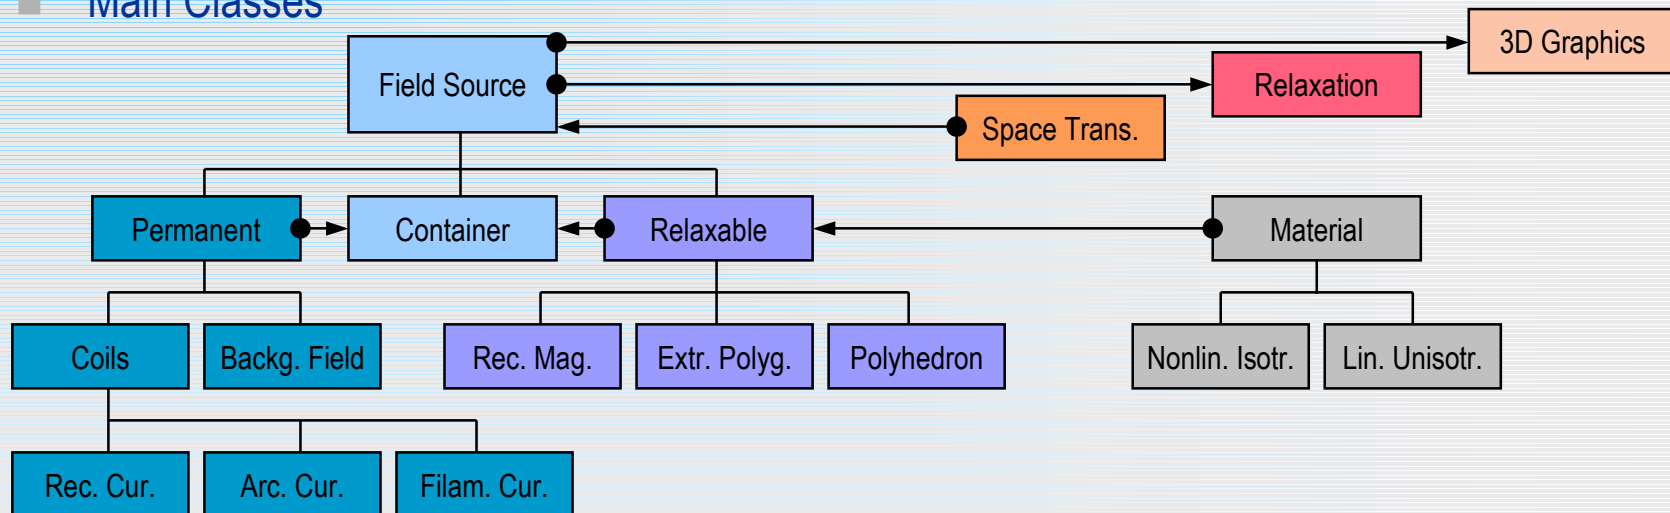 Main Classes
3D Graphics
Field Source
Relaxation
Space Trans.
Permanent
Container
Relaxable
Material
Coils
Backg. Field
Rec. Mag.
Extr. Polyg.
Polyhedron
Nonlin. Isotr.
Lin. Unisotr.
Rec. Cur.
Arc. Cur.
Filam. Cur.